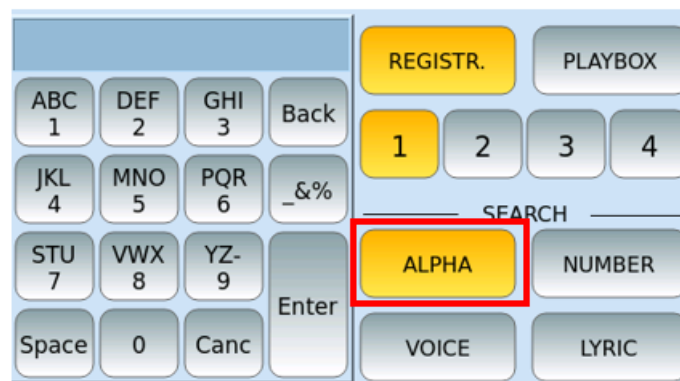 ABC
1
DEF
2
GHI
3
Back
JKL
4
MNO
5
PQR
6
_&%
STU
7
VWX
8
YZ-
9
Enter
Space
0
Canc
REGISTR.
PLAYBOX
1
2
3
4
SEARCH
ALPHA
NUMBER
VOICE
LYRIC